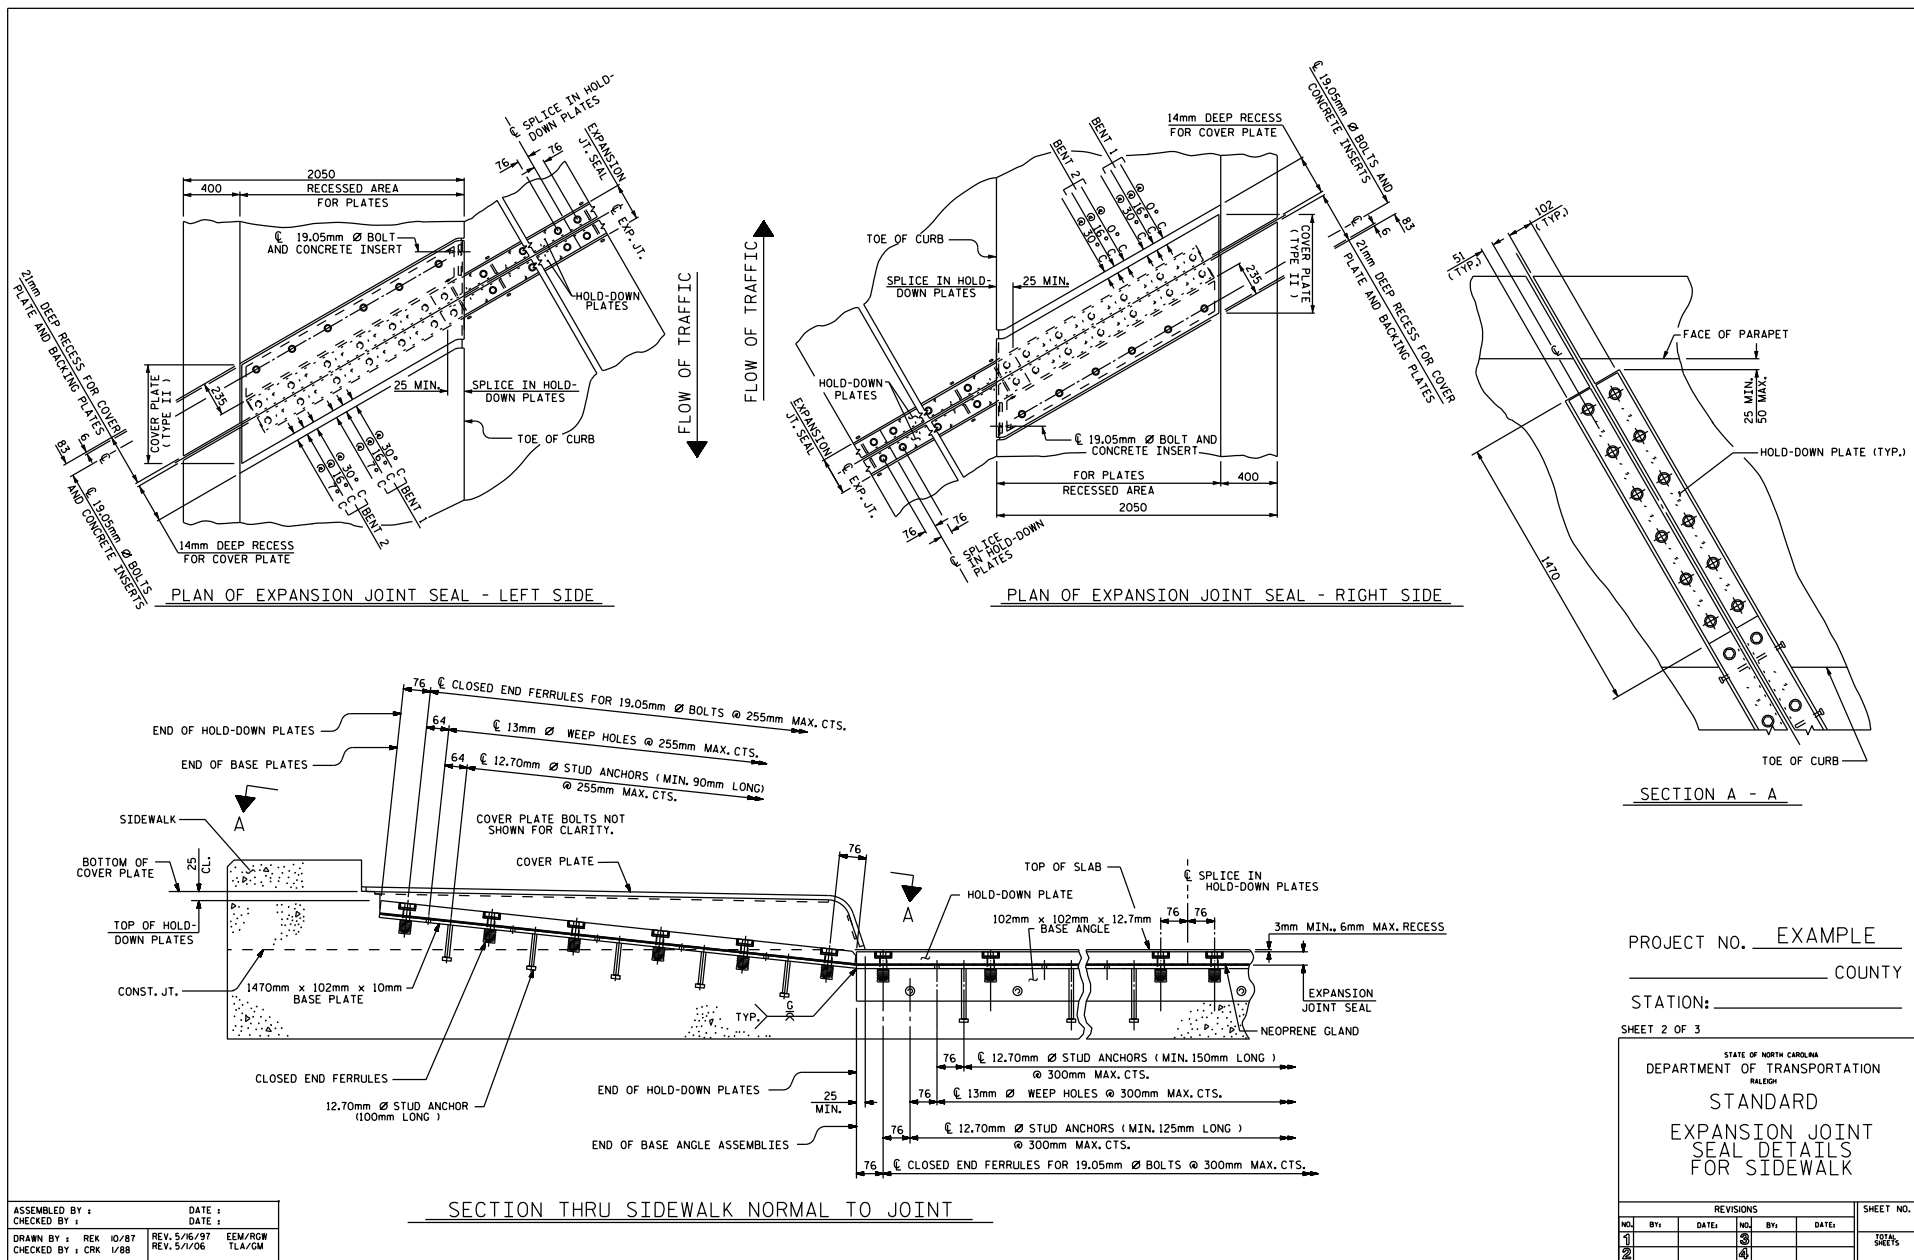 ℄ SPLICE IN HOLD-
DOWN PLATES
76
76
EXPANSION
JT. SEAL
℄ EXP. JT.
2050
400
RECESSED AREA
FOR PLATES
℄ 19.05mm Ø BOLT
AND CONCRETE INSERT
HOLD-DOWN
PLATES
21mm DEEP RECESS FOR COVER
PLATE AND BACKING PLATES
COVER PLATE
(TYPE II)
235
25 MIN.
SPLICE IN HOLD-
DOWN PLATES
TOE OF CURB
83
6
℄
℄ 19.05mm Ø BOLTS
AND CONCRETE INSERTS
@ 30° C
@ 16° C
@ 7° C
BENT 1
@ 30° C
@ 16° C
@ 7° C
BENT 2
14mm DEEP RECESS
FOR COVER PLATE
PLAN OF EXPANSION JOINT SEAL - LEFT SIDE
FLOW OF TRAFFIC
FLOW OF TRAFFIC
BENT 1
BENT 2
@ 0° C
@ 16° C
@ 30° C
@ 0° C
@ 16° C
@ 30° C
14mm DEEP RECESS
FOR COVER PLATE
℄ 19.05mm Ø BOLTS AND
CONCRETE INSERTS
83
6
℄
21mm DEEP RECESS FOR COVER
PLATE AND BACKING PLATES
TOE OF CURB
SPLICE IN HOLD-
DOWN PLATES
25 MIN.
235
COVER PLATE
(TYPE II)
HOLD-DOWN
PLATES
EXPANSION
JT. SEAL
℄ EXP. JT.
℄ 19.05mm Ø BOLT AND
CONCRETE INSERT
FOR PLATES
RECESSED AREA
400
2050
76
76
℄ SPLICE
IN HOLD-DOWN
PLATES
PLAN OF EXPANSION JOINT SEAL - RIGHT SIDE
102
(TYP.)
51
(TYP.)
℄
FACE OF PARAPET
25 MIN.
50 MAX.
HOLD-DOWN PLATE (TYP.)
1470
TOE OF CURB
SECTION A - A
76
℄ CLOSED END FERRULES FOR 19.05mm Ø BOLTS @ 255mm MAX. CTS.
END OF HOLD-DOWN PLATES
64
℄ 13mm Ø WEEP HOLES @ 255mm MAX. CTS.
END OF BASE PLATES
64
℄ 12.70mm Ø STUD ANCHORS (MIN. 90mm LONG)
@ 255mm MAX. CTS.
A
SIDEWALK
COVER PLATE BOLTS NOT
SHOWN FOR CLARITY.
BOTTOM OF
COVER PLATE
25
CL.
COVER PLATE
76
TOP OF SLAB
℄ SPLICE IN
HOLD-DOWN PLATES
HOLD-DOWN PLATE
A
102mm x 102mm x 12.7mm
BASE ANGLE
76
76
3mm MIN., 6mm MAX. RECESS
TOP OF HOLD-
DOWN PLATES
CONST. JT.
1470mm x 102mm x 10mm
BASE PLATE
TYP.
EXPANSION
JOINT SEAL
NEOPRENE GLAND
CLOSED END FERRULES
12.70mm Ø STUD ANCHOR
(100mm LONG )
END OF HOLD-DOWN PLATES
25
MIN.
END OF BASE ANGLE ASSEMBLIES
76
℄ 12.70mm Ø STUD ANCHORS (MIN. 150mm LONG )
@ 300mm MAX. CTS.
76
℄ 13mm Ø WEEP HOLES @ 300mm MAX. CTS.
76
℄ 12.70mm Ø STUD ANCHORS (MIN. 125mm LONG )
@ 300mm MAX. CTS.
76
℄ CLOSED END FERRULES FOR 19.05mm Ø BOLTS @ 300mm MAX. CTS.
SECTION THRU SIDEWALK NORMAL TO JOINT
PROJECT NO. EXAMPLE
COUNTY
STATION:
SHEET 2 OF 3
STATE OF NORTH CAROLINA
DEPARTMENT OF TRANSPORTATION
RALEIGH
STANDARD
EXPANSION JOINT
SEAL DETAILS
FOR SIDEWALK
REVISIONS
SHEET NO.
NO. BY: DATE: NO. BY: DATE:
1 3
TOTAL SHEETS
2 4
ASSEMBLED BY : DATE :
CHECKED BY : DATE :
DRAWN BY : REK 10/87
CHECKED BY : CRK 1/88
REV. 5/16/97 EEM/RGW
REV. 5/1/06 TLA/GM